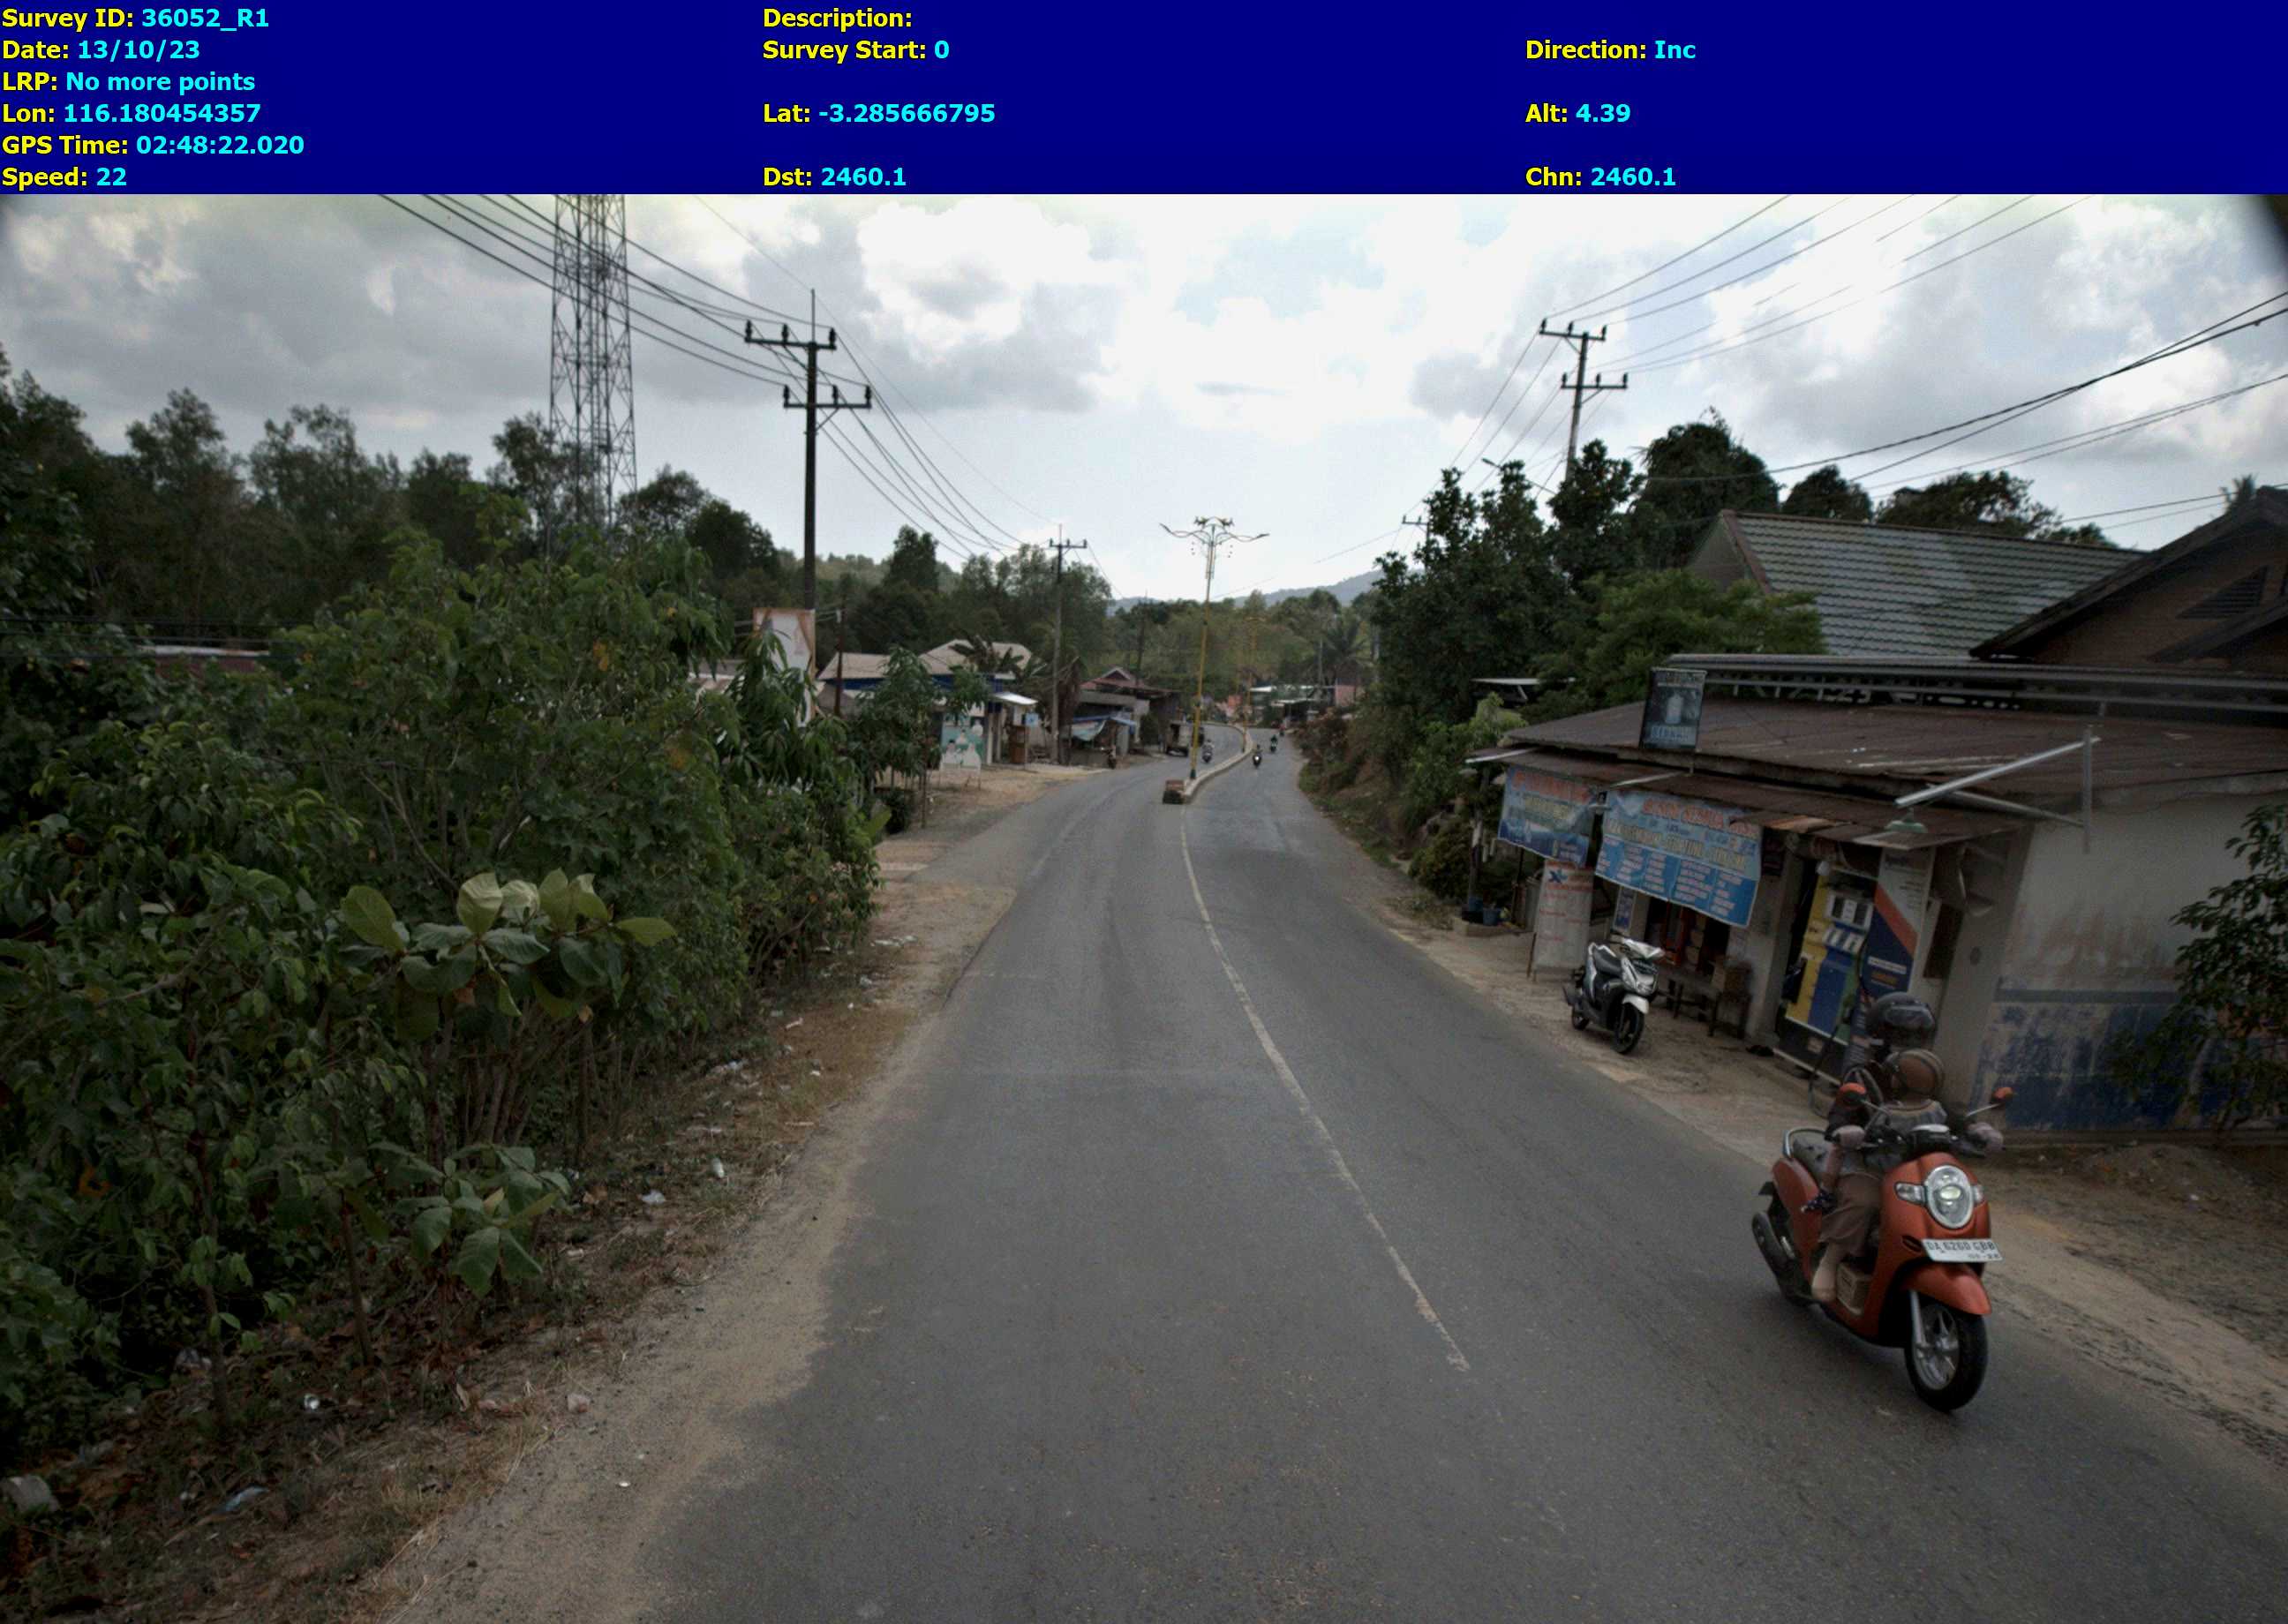 Survey ID: 36052_R1
Description:
Date: 13/10/23
Survey Start: 0
Direction: Inc
LRP: No more points
Lon: 116.180454357
Lat: -3.285666795
Alt: 4.39
GPS Time: 02:48:22.020
Speed: 22
Dst: 2460.1
Chn: 2460.1